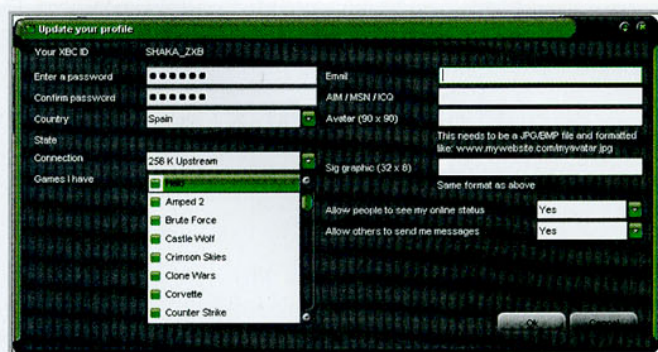 Update your profile
Your XBC ID SHAKA_ZXB
Enter a password
Confirm password
Country Spain
State
Connection 256 K Upstream
Games I have
Halo
Amped 2
Brute Force
Castle Wolf
Crimson Skies
Clone Wars
Corvette
Counter Strike
Email
AIM / MSN / ICQ
Avatar (90 x 90)
This needs to be a JPG/BMP file and formatted
like: www.mywebsite.com/myavatar.jpg
Sig graphic (32 x 8)
Same format as above
Allow people to see my online status Yes
Allow others to send me messages Yes
Ok Cancel